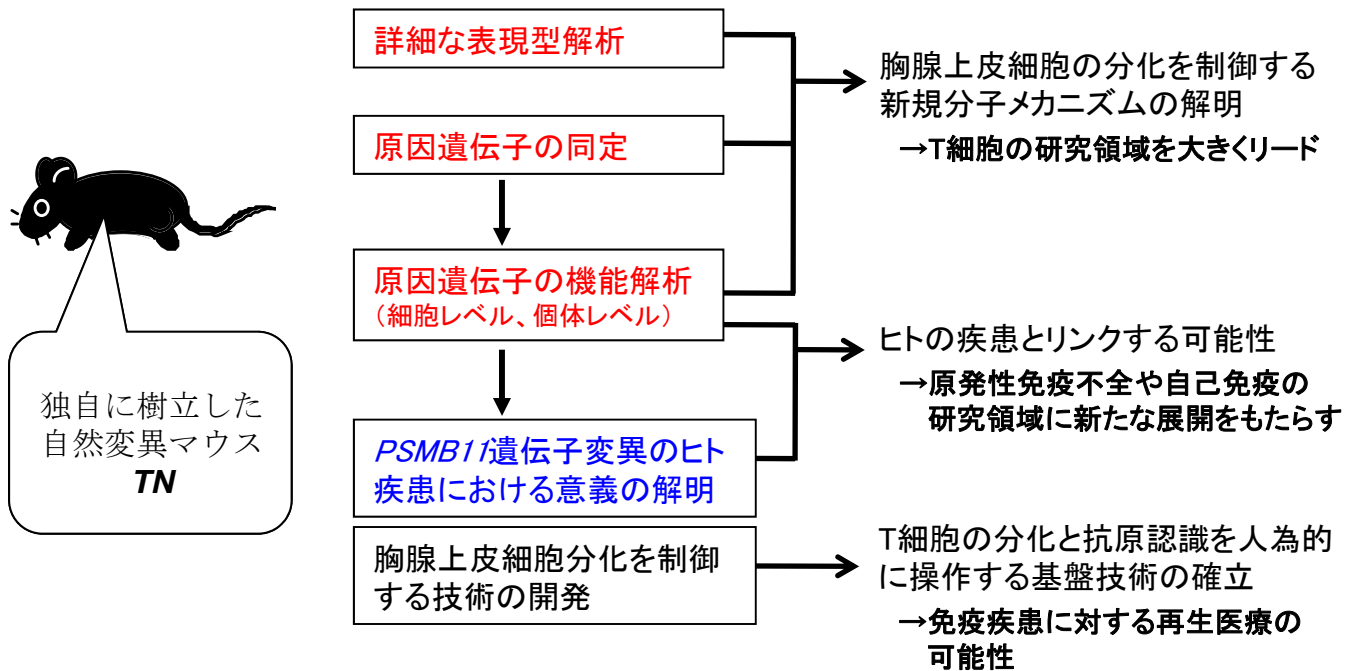 詳細な表現型解析
胸腺上皮細胞の分化を制御する
新規分子メカニズムの解明
→T細胞の研究領域を大きくリード
原因遺伝子の同定
原因遺伝子の機能解析
（細胞レベル、個体レベル）
ヒトの疾患とリンクする可能性
→原発性免疫不全や自己免疫の
研究領域に新たな展開をもたらす
独自に樹立した
自然変異マウス
TN
PSMB11遺伝子変異のヒト
疾患における意義の解明
胸腺上皮細胞分化を制御
する技術の開発
T細胞の分化と抗原認識を人為的
に操作する基盤技術の確立
→免疫疾患に対する再生医療の
可能性